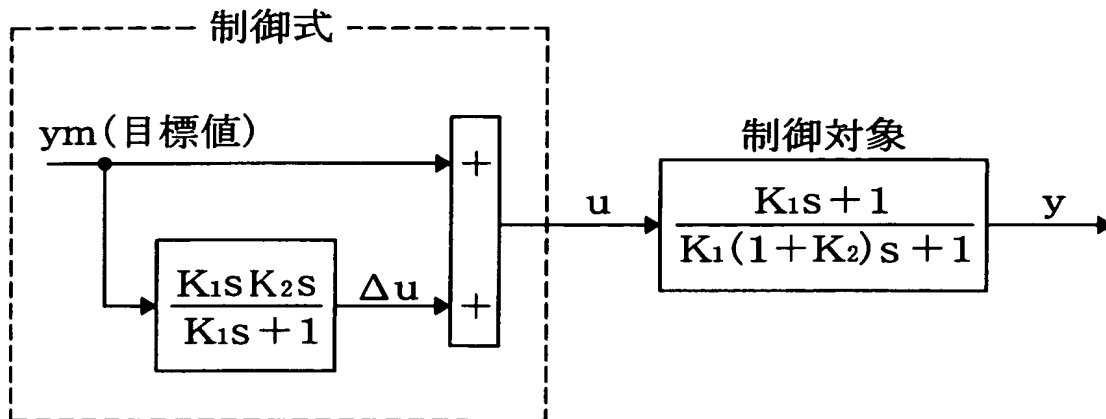 制御式
ym(目標値)
制御対象
+
u
K₁s+1
K₁(1+K₂)s+1
y
K₁sK₂s
K₁s+1
Δu
+